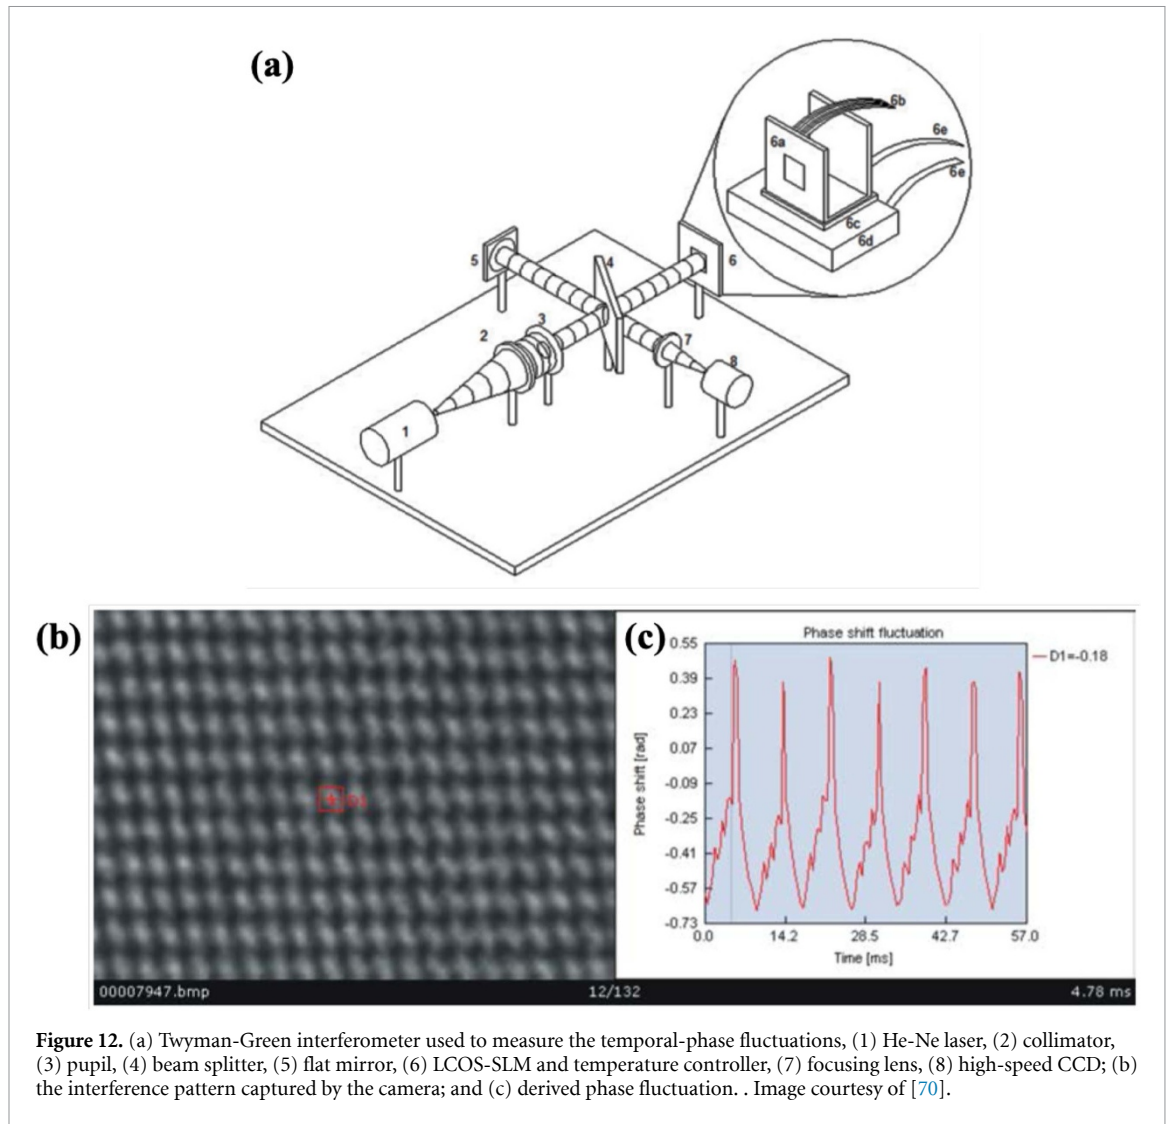 (a)
6b
6a
6e
6e
6c
6d
5
4
6
3
2
7
8
1
(b)
(c)
Phase shift fluctuation
D1=-0.18
0.55
0.39
0.23
0.07
-0.09
-0.25
-0.41
-0.57
-0.73
Phase shift [rad]
0.0 14.2 28.5 42.7 57.0
Time [ms]
D1
00007947.bmp 12/132 4.78 ms
Figure 12. (a) Twyman-Green interferometer used to measure the temporal-phase fluctuations, (1) He-Ne laser, (2) collimator,
(3) pupil, (4) beam splitter, (5) flat mirror, (6) LCOS-SLM and temperature controller, (7) focusing lens, (8) high-speed CCD; (b)
the interference pattern captured by the camera; and (c) derived phase fluctuation. . Image courtesy of [70].